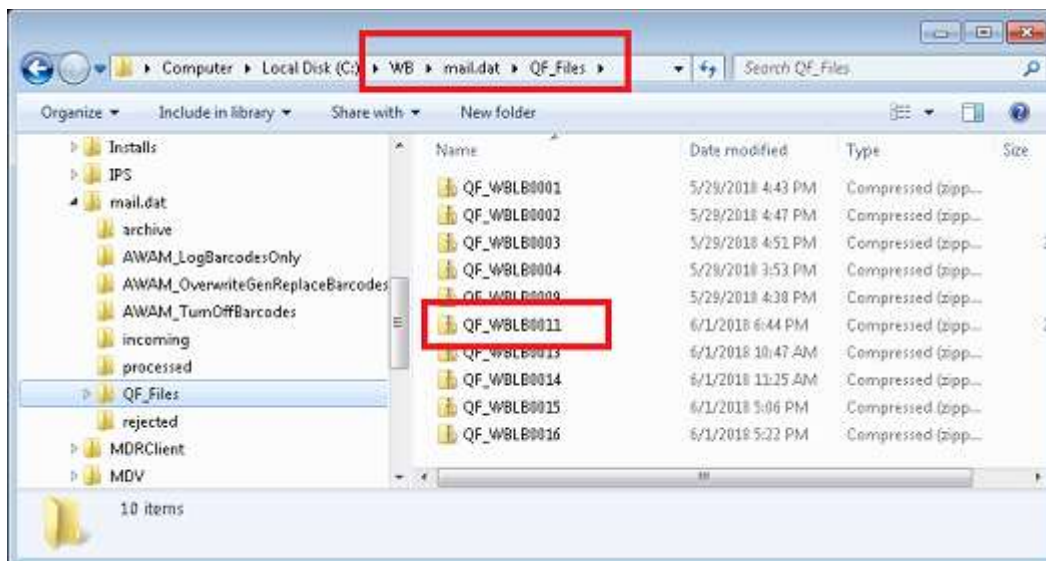 Computer Local Disk (C:) WB mail.dat QF_Files Search QF_Files
Organize Include in library Share with New folder
Installs
IPS
mail.dat
archive
AWAM_LogBarcodesOnly
AWAM_OverwriteGenReplaceBarcodes
AWAM_TurnOffBarcodes
incoming
processed
QF_Files
rejected
MDRClient
MDV
Name Date modified Type Size
QF_WBLB0001 5/29/2018 4:43 PM Compressed (zipp...
QF_WBLB0002 5/29/2018 4:47 PM Compressed (zipp...
QF_WBLB0003 5/29/2018 4:51 PM Compressed (zipp...
QF_WBLB0004 5/29/2018 3:53 PM Compressed (zipp...
QF_WBLB0009 5/29/2018 4:38 PM Compressed (zipp...
QF_WBLB0011 6/1/2018 6:44 PM Compressed (zipp...
QF_WBLB0013 6/1/2018 10:47 AM Compressed (zipp...
QF_WBLB0014 6/1/2018 11:25 AM Compressed (zipp...
QF_WBLB0015 6/1/2018 5:06 PM Compressed (zipp...
QF_WBLB0016 6/1/2018 5:22 PM Compressed (zipp...
10 items